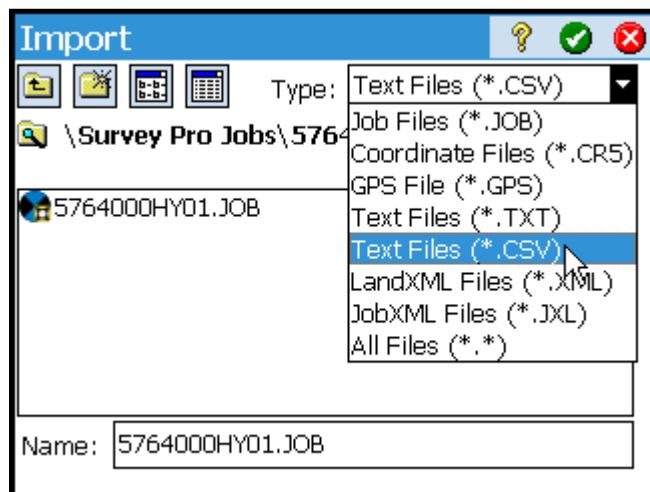 Import
Type: Text Files (*.CSV)
Job Files (*.JOB)
\Survey Pro Jobs\5764
Coordinate Files (*.CR5)
GPS File (*.GPS)
5764000HY01.JOB
Text Files (*.TXT)
Text Files (*.CSV)
LandXML Files (*.XML)
JobXML Files (*.JXL)
All Files (*.*)
Name: 5764000HY01.JOB